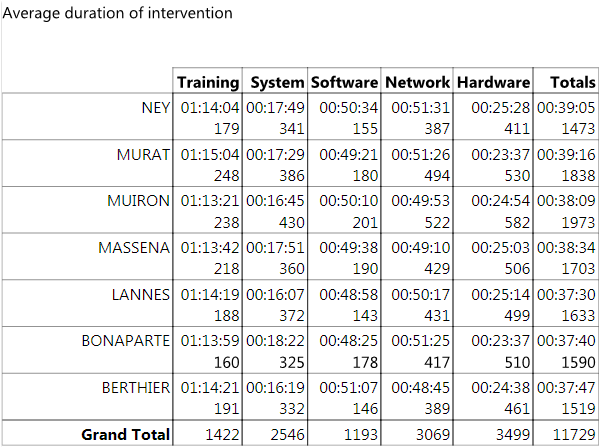 Average duration of intervention
Training System Software Network Hardware Totals
NEY 01:14:04 00:17:49 00:50:34 00:51:31 00:25:28 00:39:05
179 341 155 387 411 1473
MURAT 01:15:04 00:17:29 00:49:21 00:51:26 00:23:37 00:39:16
248 386 180 494 530 1838
MUIRON 01:13:21 00:16:45 00:50:10 00:49:53 00:24:54 00:38:09
238 430 201 522 582 1973
MASSENA 01:13:42 00:17:51 00:49:38 00:49:10 00:25:03 00:38:34
218 360 190 429 506 1703
LANNES 01:14:19 00:16:07 00:48:58 00:50:17 00:25:14 00:37:30
188 372 143 431 499 1633
BONAPARTE 01:13:59 00:18:22 00:48:25 00:51:25 00:23:37 00:37:40
160 325 178 417 510 1590
BERTHIER 01:14:21 00:16:19 00:51:07 00:48:45 00:24:38 00:37:47
191 332 146 389 461 1519
Grand Total 1422 2546 1193 3069 3499 11729